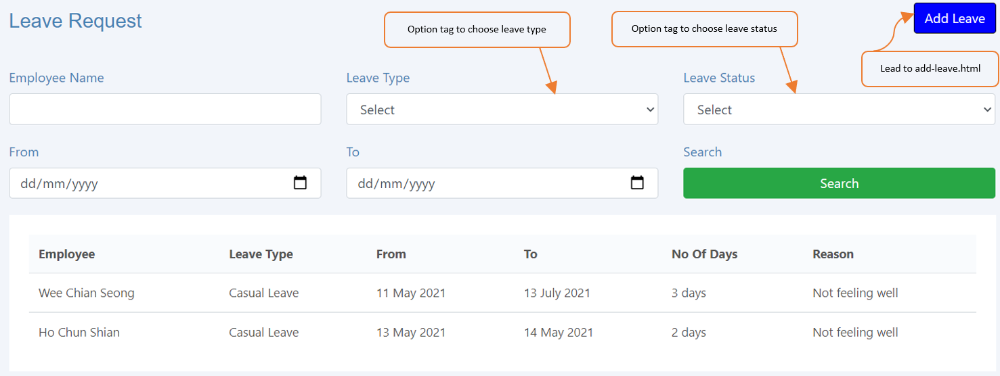 Leave Request
Option tag to choose leave type
Option tag to choose leave status
Add Leave
Lead to add-leave.html
Employee Name
Leave Type
Leave Status
Select
Select
From
To
Search
dd/mm/yyyy
dd/mm/yyyy
Search
Employee Leave Type From To No Of Days Reason
Wee Chian Seong Casual Leave 11 May 2021 13 July 2021 3 days Not feeling well
Ho Chun Shian Casual Leave 13 May 2021 14 May 2021 2 days Not feeling well